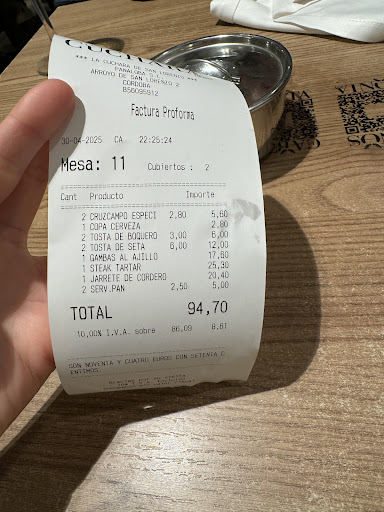 *** LA CUCHARA DE SAN LORENZO ***
PANALOBA S.L.
ARROYO DE SAN LORENZO 2
CORDOBA
B56095912
Factura Proforma
30-04-2025 CA 22:25:24
Mesa: 11 Cubiertos : 2
Cant Producto Importe
2 CRUZCAMPO ESPECI 2,80 5,60
1 COPA CERVEZA 2,80
2 TOSTA DE BOQUERO 3,00 6,00
2 TOSTA DE SETA 6,00 12,00
1 GAMBAS AL AJILLO 17,60
1 STEAK TARTAR 25,30
1 JARRETE DE CORDERO 20,40
2 SERV.PAN 2,50 5,00
TOTAL 94,70
10,00% I.V.A. sobre 86,09 8,61
SON NOVENTA Y CUATRO EUROS CON SETENTA C
ENTIMOS.